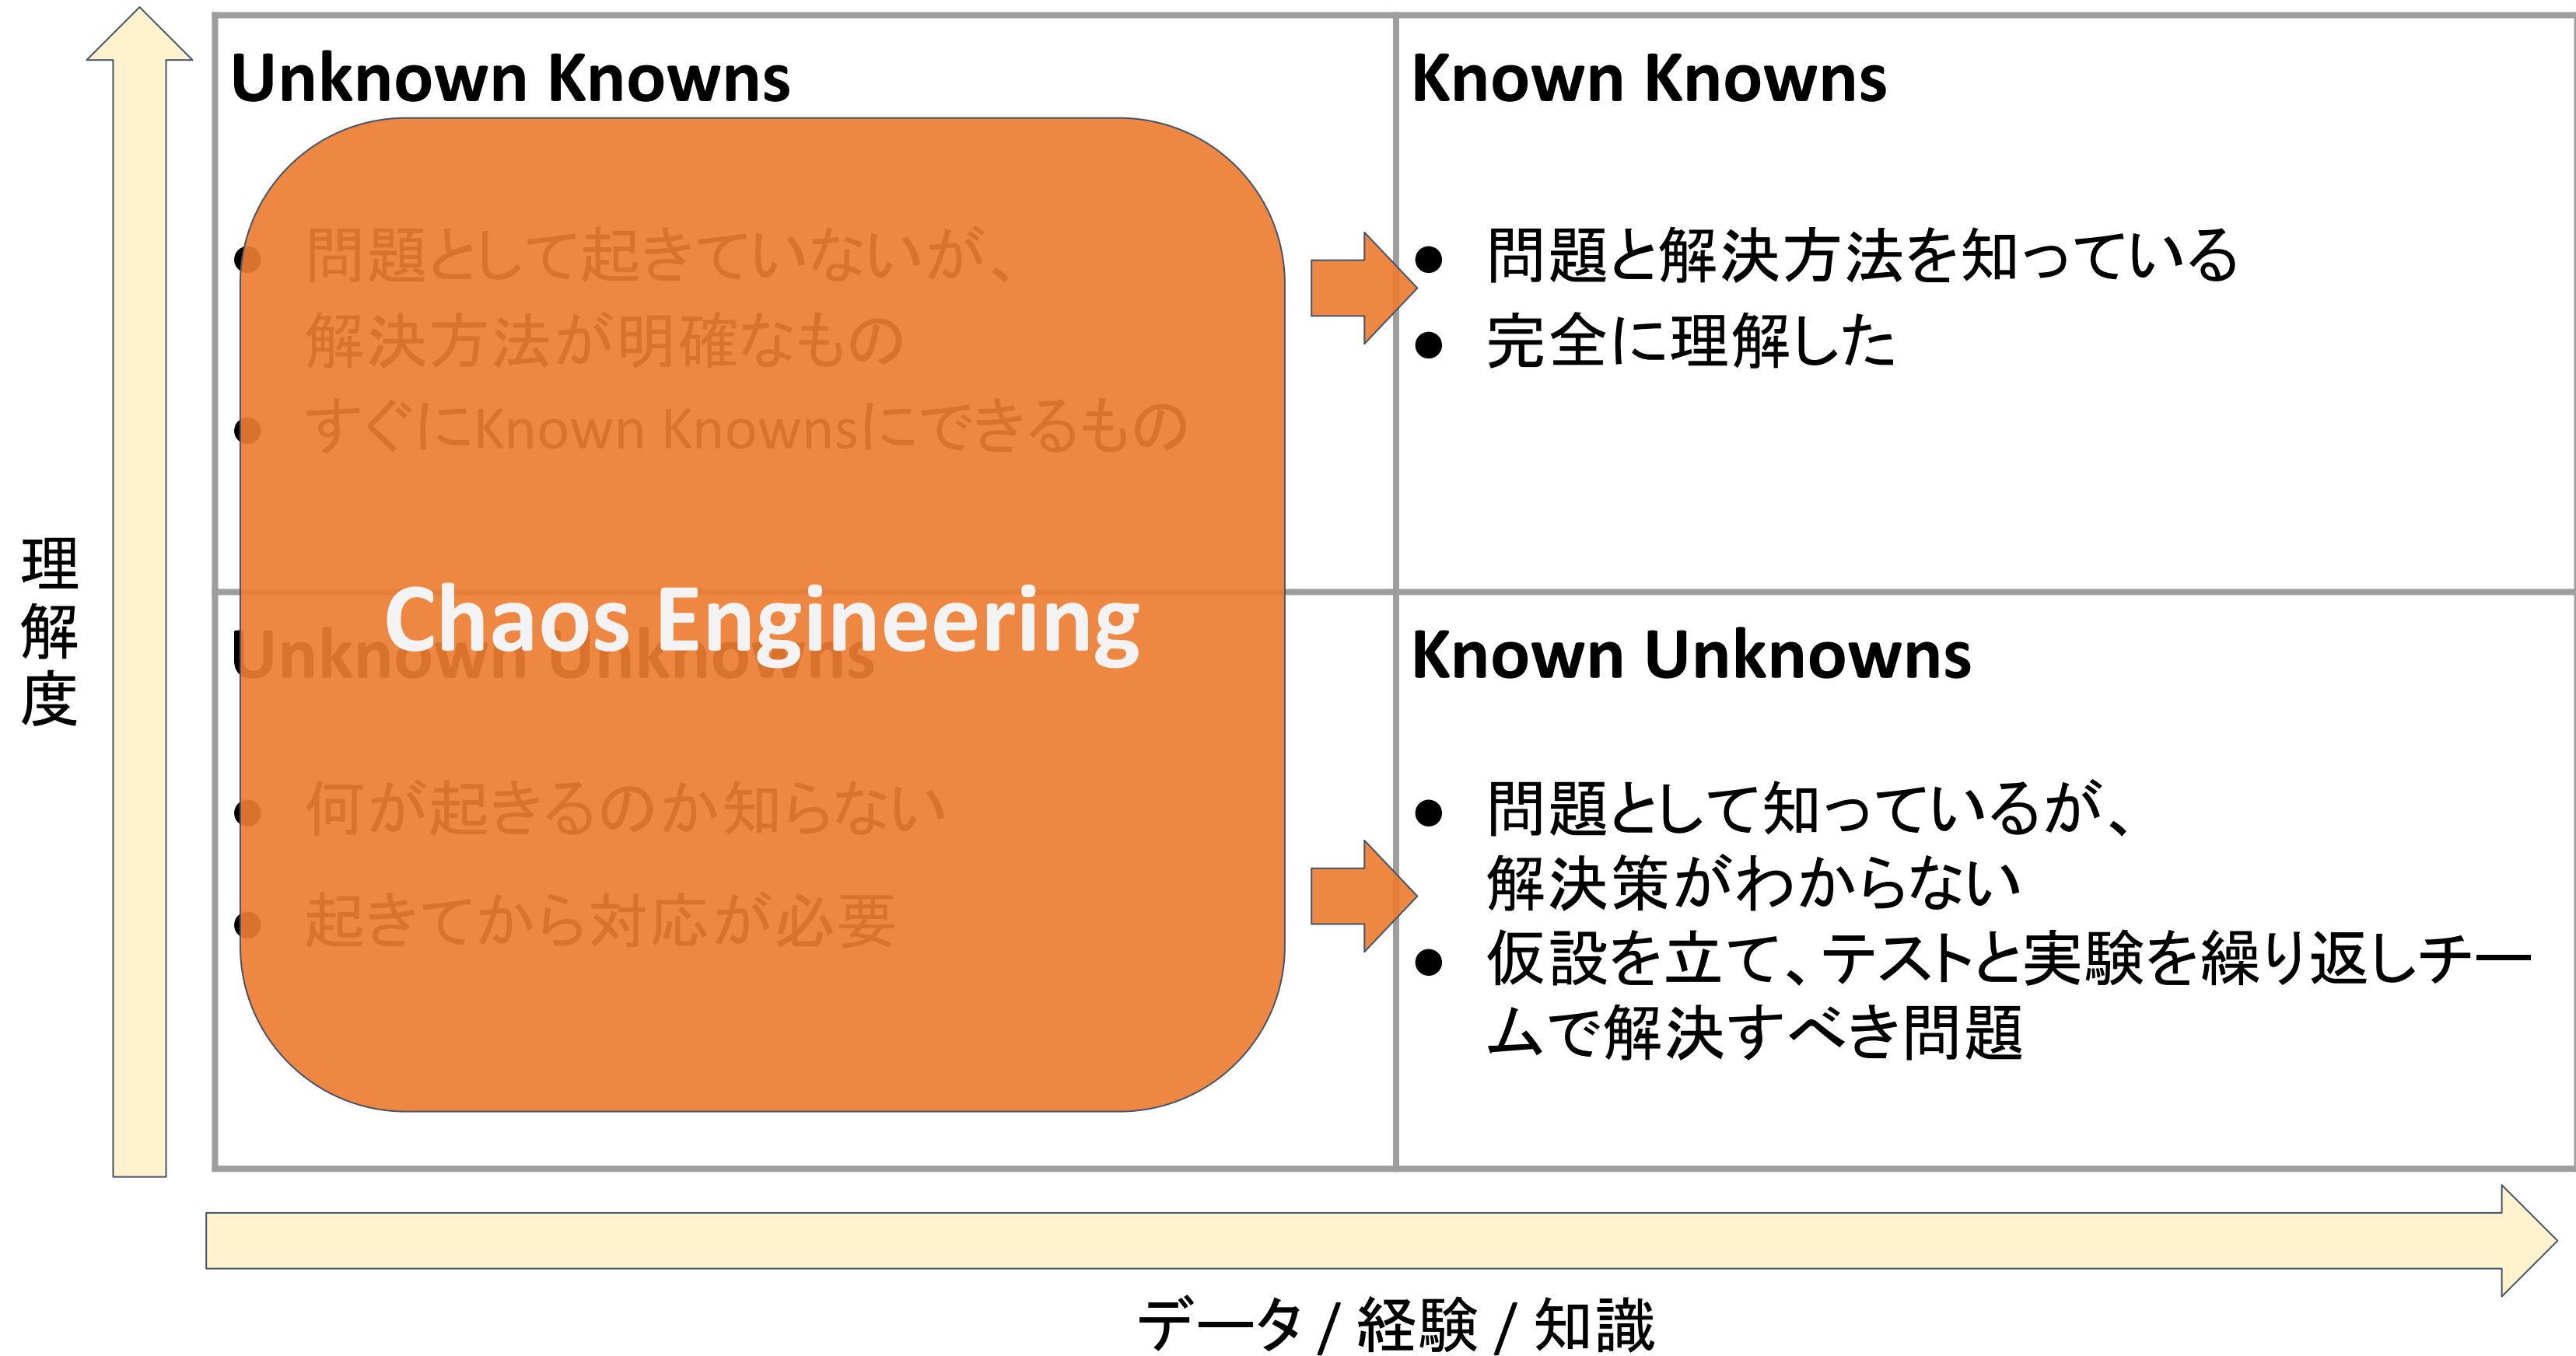 Unknown Knowns
● 問題として起きていないが、
解決方法が明確なもの
● すぐにKnown Knownsにできるもの
Known Knowns
● 問題と解決方法を知っている
● 完全に理解した
Chaos Engineering
Unknown Unknowns
● 何が起きるのか知らない
● 起きてから対応が必要
Known Unknowns
● 問題として知っているが、
解決策がわからない
● 仮設を立て、テストと実験を繰り返しチー
ムで解決すべき問題
理解度
データ / 経験 / 知識